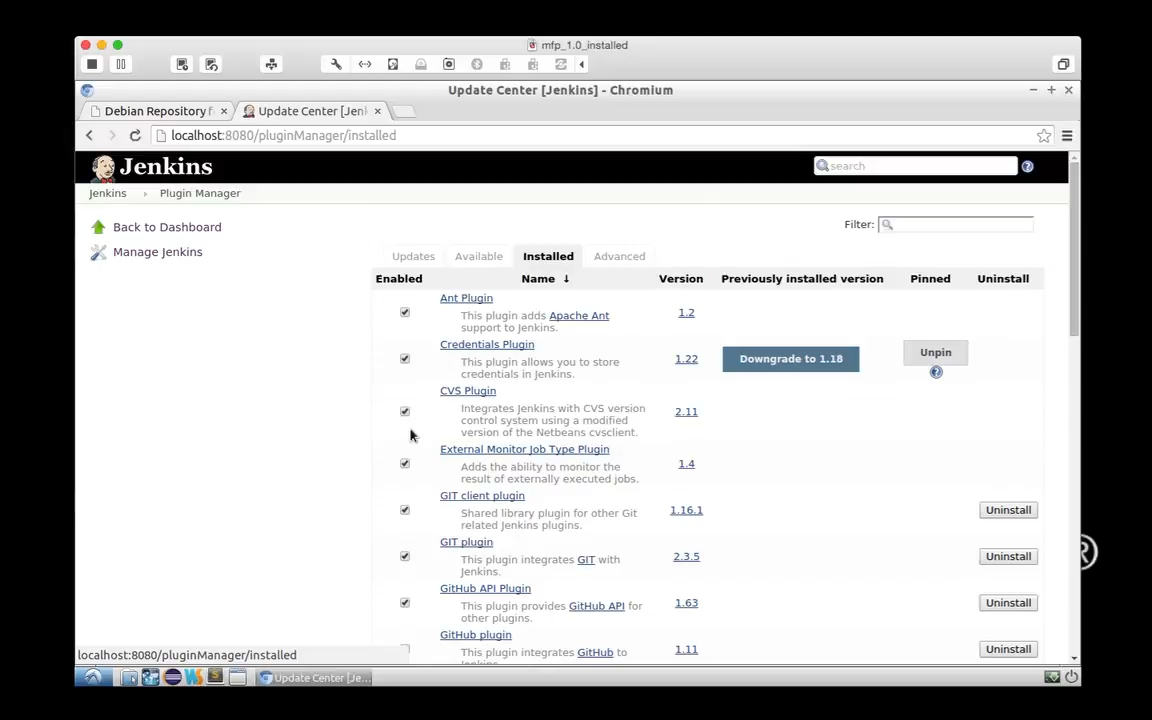 mfp_1.0_installed
Update Center [Jenkins] - Chromium
Debian Repository f
Update Center [Jen
localhost:8080/pluginManager/installed
Jenkins
search
Jenkins
Plugin Manager
Back to Dashboard
Manage Jenkins
Filter:
Updates
Available
Installed
Advanced
Enabled
Name ↓
Version
Previously installed version
Pinned
Uninstall
Ant Plugin
This plugin adds Apache Ant
support to Jenkins.
1.2
Credentials Plugin
This plugin allows you to store
credentials in Jenkins.
1.22
Downgrade to 1.18
Unpin
CVS Plugin
Integrates Jenkins with CVS version
control system using a modified
version of the Netbeans cvsclient.
2.11
External Monitor Job Type Plugin
Adds the ability to monitor the
result of externally executed jobs.
1.4
GIT client plugin
Shared library plugin for other Git
related Jenkins plugins.
1.16.1
Uninstall
GIT plugin
This plugin integrates GIT with
Jenkins.
2.3.5
Uninstall
GitHub API Plugin
This plugin provides GitHub API for
other plugins.
1.63
Uninstall
GitHub plugin
This plugin integrates GitHub to
Jenkins.
1.11
Uninstall
localhost:8080/pluginManager/installed
Update Center [Je...
®